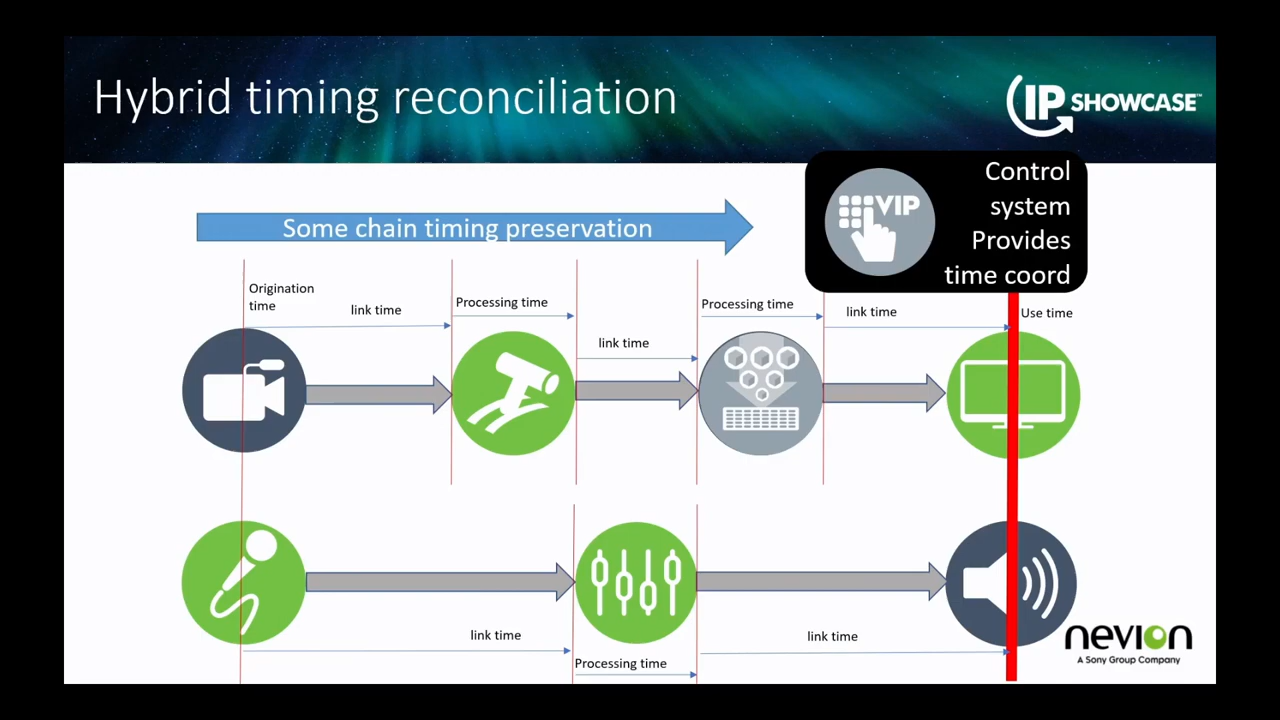 Hybrid timing reconciliation
IP SHOWCASE™
Some chain timing preservation
VIP
Control
system
Provides
time coord
Origination
time
link time
Processing time
link time
Processing time
link time
Use time
link time
Processing time
link time
nevion
A Sony Group Company